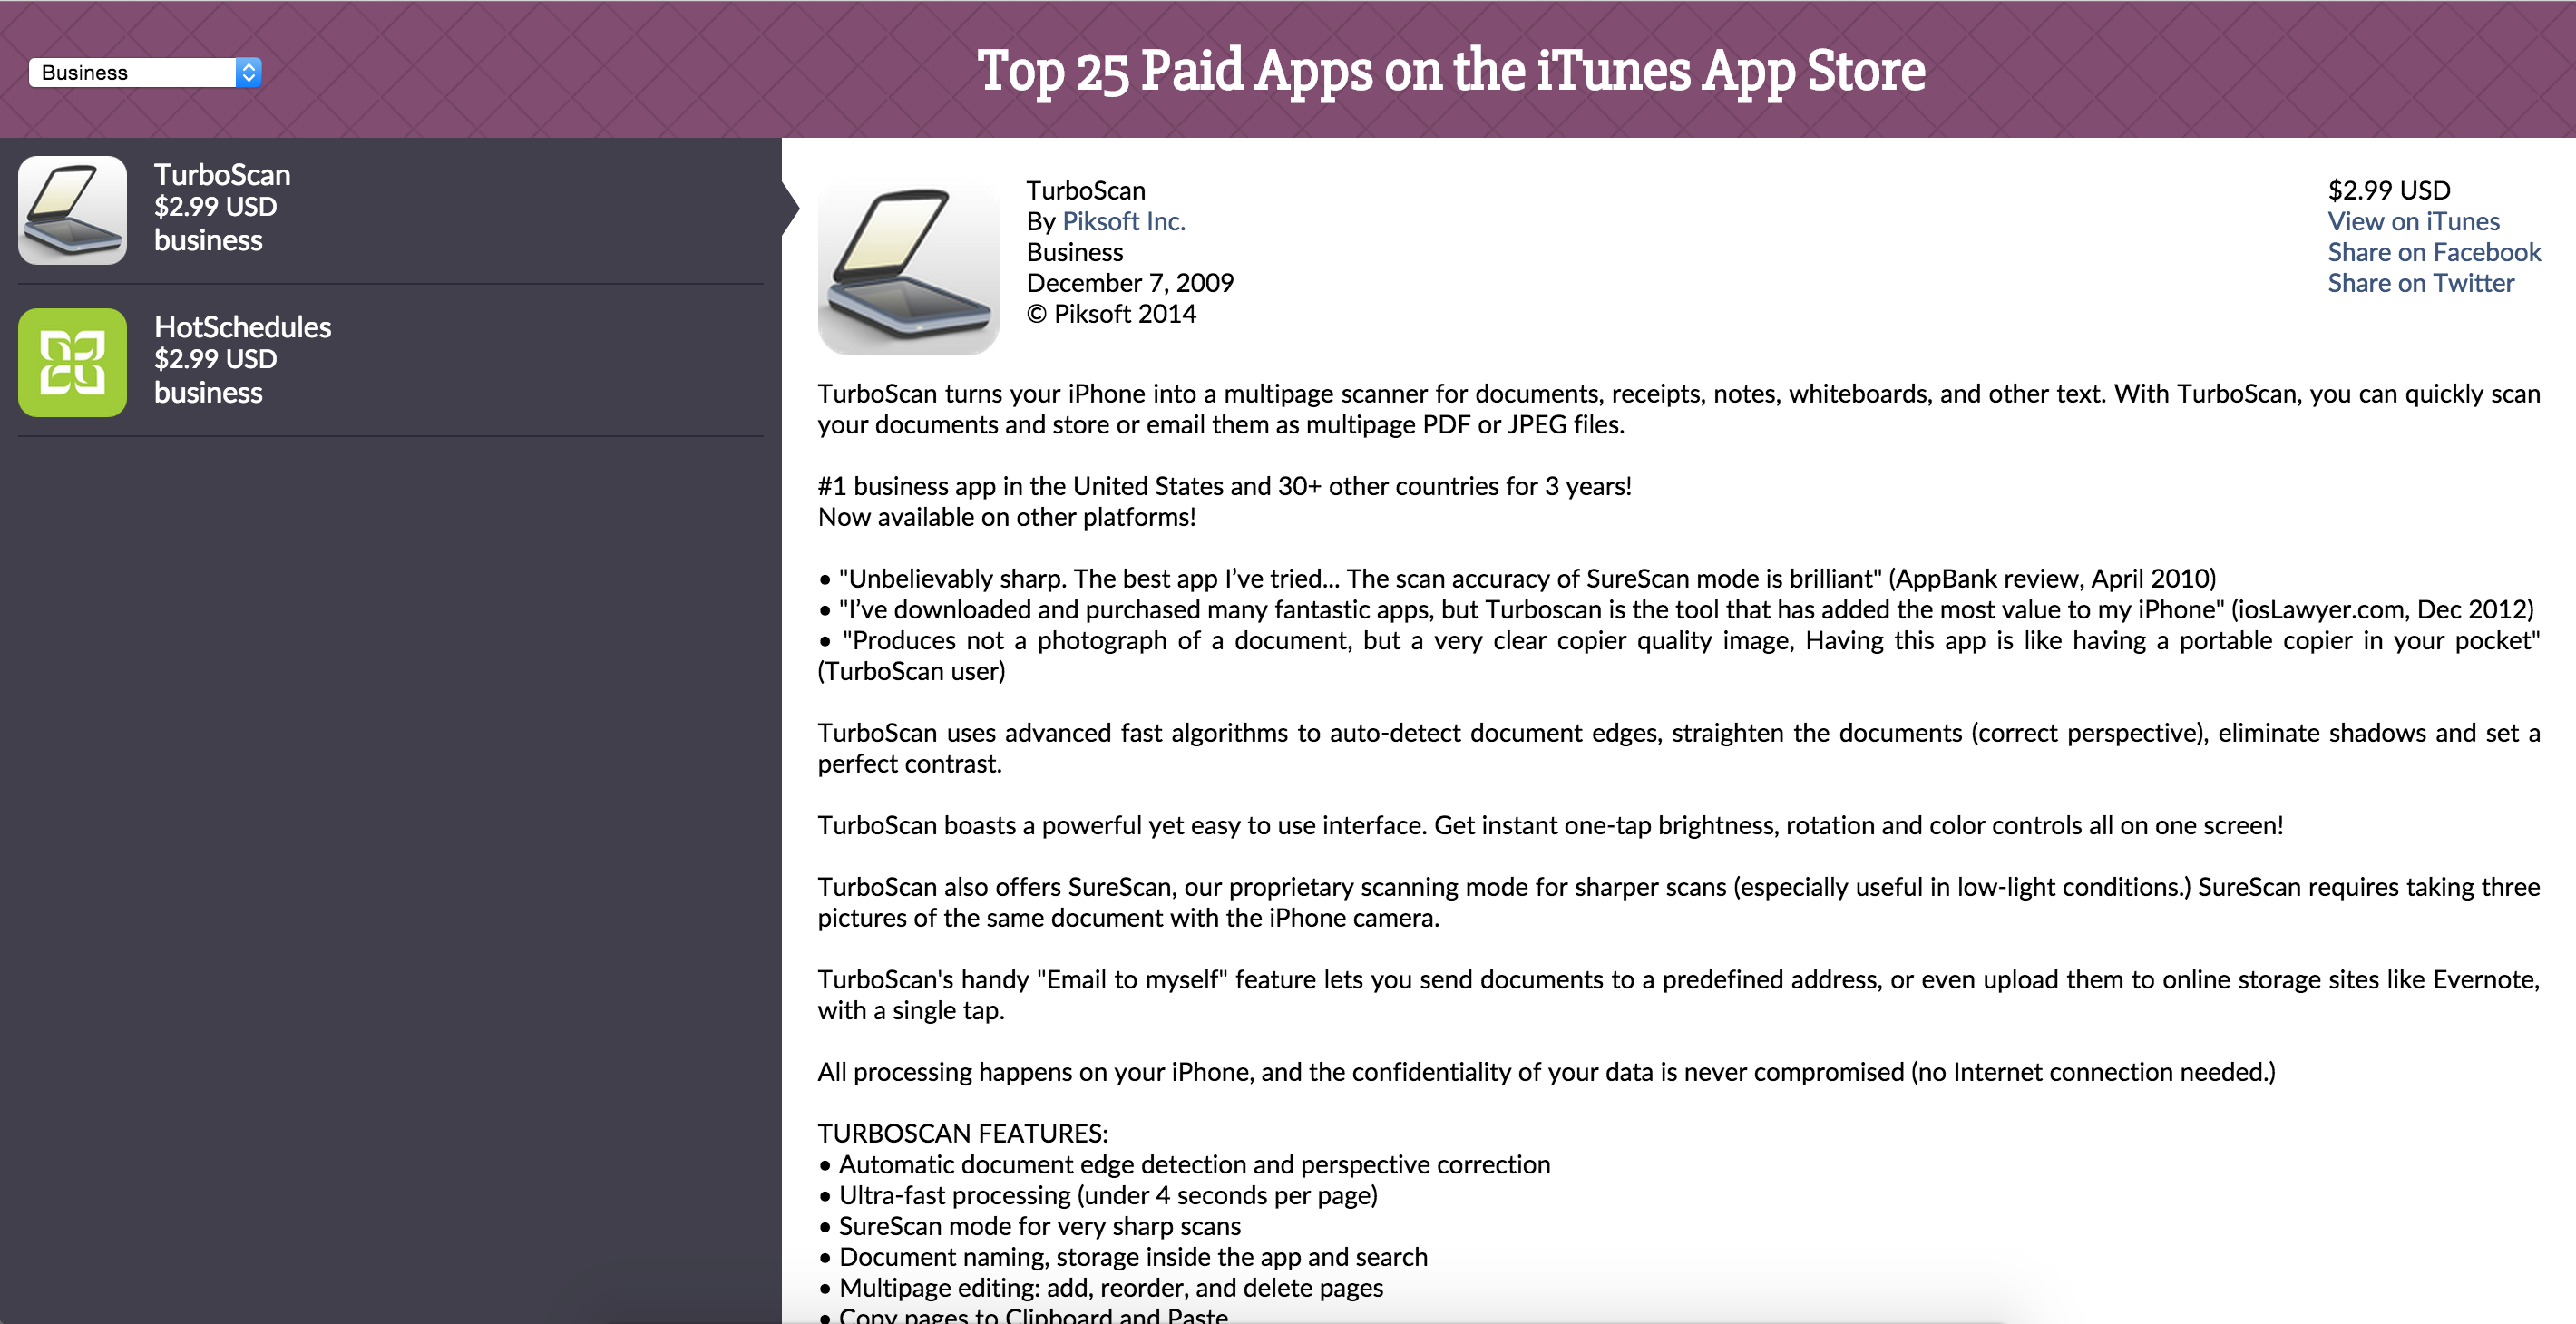 Business
Top 25 Paid Apps on the iTunes App Store
TurboScan
$2.99 USD
business
HotSchedules
$2.99 USD
business
TurboScan
By Piksoft Inc.
Business
December 7, 2009
© Piksoft 2014
$2.99 USD
View on iTunes
Share on Facebook
Share on Twitter
TurboScan turns your iPhone into a multipage scanner for documents, receipts, notes, whiteboards, and other text. With TurboScan, you can quickly scan
your documents and store or email them as multipage PDF or JPEG files.
#1 business app in the United States and 30+ other countries for 3 years!
Now available on other platforms!
• "Unbelievably sharp. The best app I’ve tried... The scan accuracy of SureScan mode is brilliant" (AppBank review, April 2010)
• "I’ve downloaded and purchased many fantastic apps, but Turboscan is the tool that has added the most value to my iPhone" (iosLawyer.com, Dec 2012)
• "Produces not a photograph of a document, but a very clear copier quality image, Having this app is like having a portable copier in your pocket"
(TurboScan user)
TurboScan uses advanced fast algorithms to auto-detect document edges, straighten the documents (correct perspective), eliminate shadows and set a
perfect contrast.
TurboScan boasts a powerful yet easy to use interface. Get instant one-tap brightness, rotation and color controls all on one screen!
TurboScan also offers SureScan, our proprietary scanning mode for sharper scans (especially useful in low-light conditions.) SureScan requires taking three
pictures of the same document with the iPhone camera.
TurboScan's handy "Email to myself" feature lets you send documents to a predefined address, or even upload them to online storage sites like Evernote,
with a single tap.
All processing happens on your iPhone, and the confidentiality of your data is never compromised (no Internet connection needed.)
TURBOSCAN FEATURES:
• Automatic document edge detection and perspective correction
• Ultra-fast processing (under 4 seconds per page)
• SureScan mode for very sharp scans
• Document naming, storage inside the app and search
• Multipage editing: add, reorder, and delete pages
• Copy pages to Clipboard and Paste